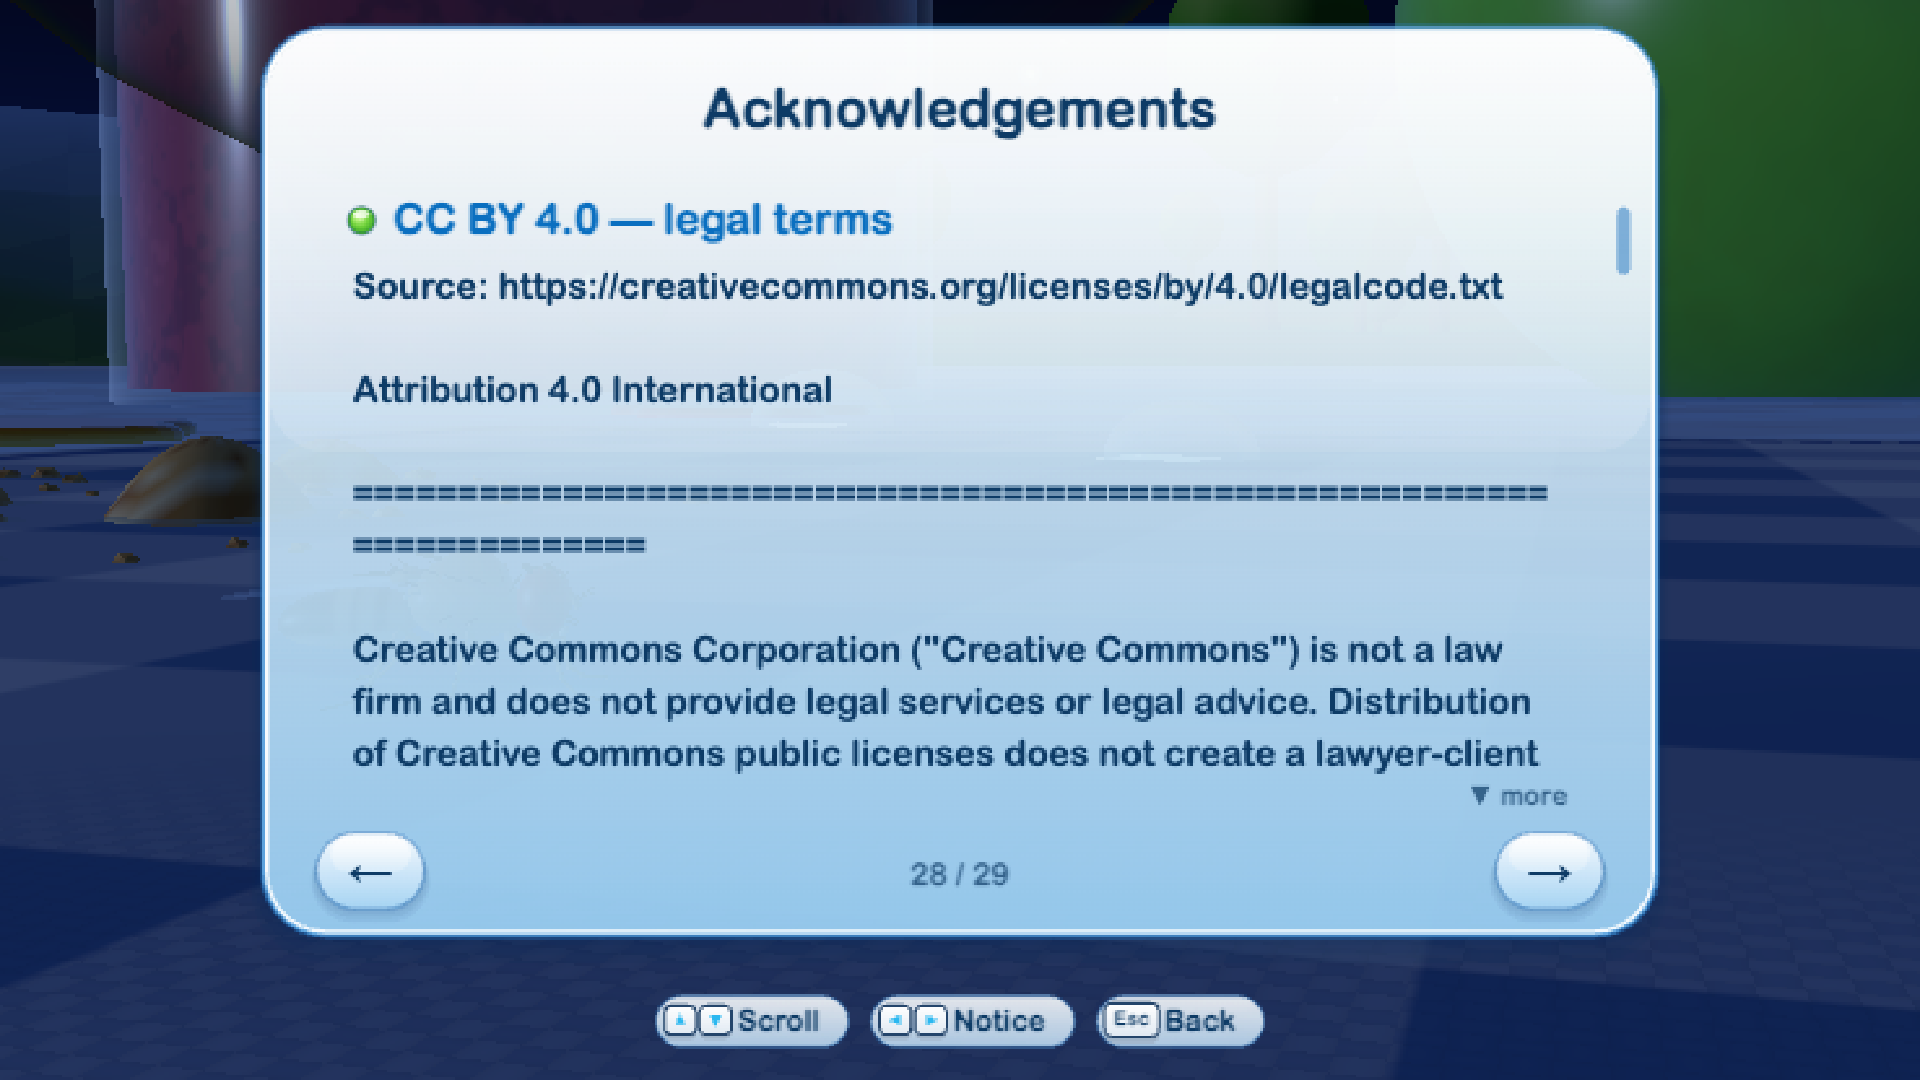 Acknowledgements
CC BY 4.0 — legal terms
Source: https://creativecommons.org/licenses/by/4.0/legalcode.txt
Attribution 4.0 International
=========================================================
==============
Creative Commons Corporation ("Creative Commons") is not a law
firm and does not provide legal services or legal advice. Distribution
of Creative Commons public licenses does not create a lawyer-client
▼ more
← 28 / 29 →
▲ ▼ Scroll ◀ ▶ Notice Esc Back